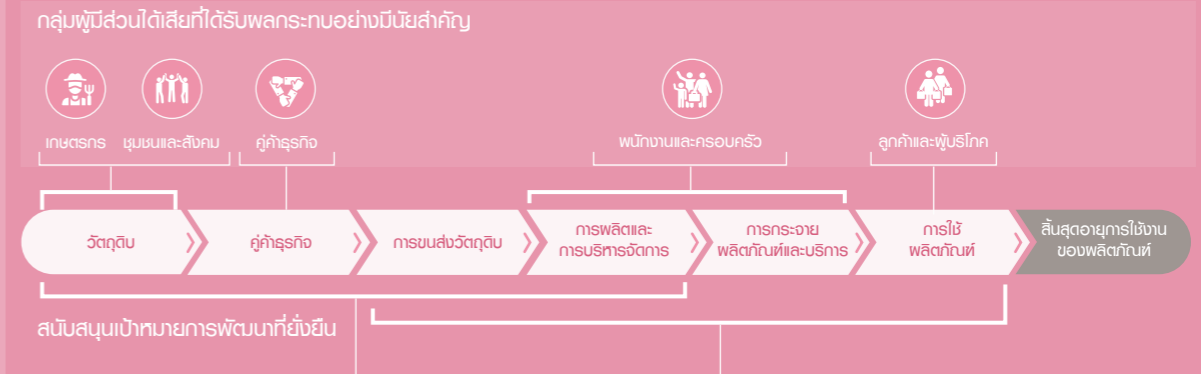 กลุ่มผู้มีส่วนได้เสียที่ได้รับผลกระทบอย่างมีนัยสำคัญ
เกษตรกร
ชุมชนและสังคม
คู่ค้าธุรกิจ
พนักงานและครอบครัว
ลูกค้าและผู้บริโภค
วัตถุดิบ
คู่ค้าธุรกิจ
การขนส่งวัตถุดิบ
การผลิตและ
การบริหารจัดการ
การกระจาย
ผลิตภัณฑ์และบริการ
การใช้
ผลิตภัณฑ์
สิ้นสุดอายุการใช้งาน
ของผลิตภัณฑ์
สนับสนุนเป้าหมายการพัฒนาที่ยั่งยืน